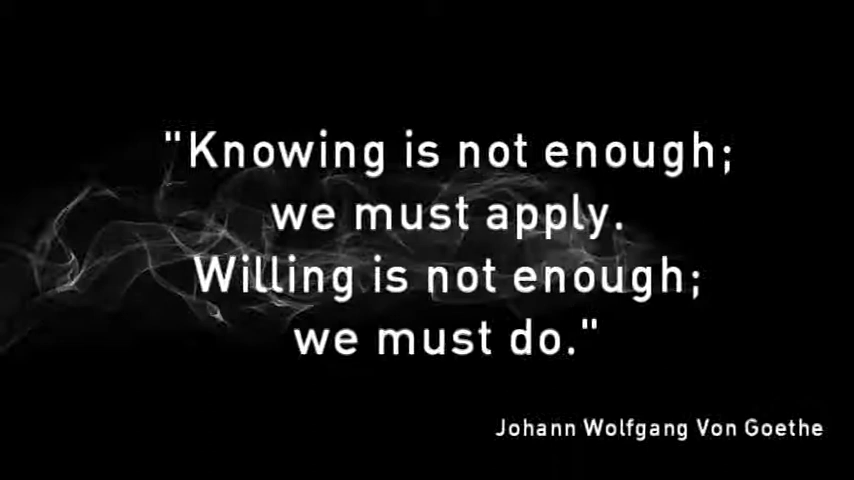 "Knowing is not enough;
we must apply.
Willing is not enough;
we must do."
Johann Wolfgang Von Goethe